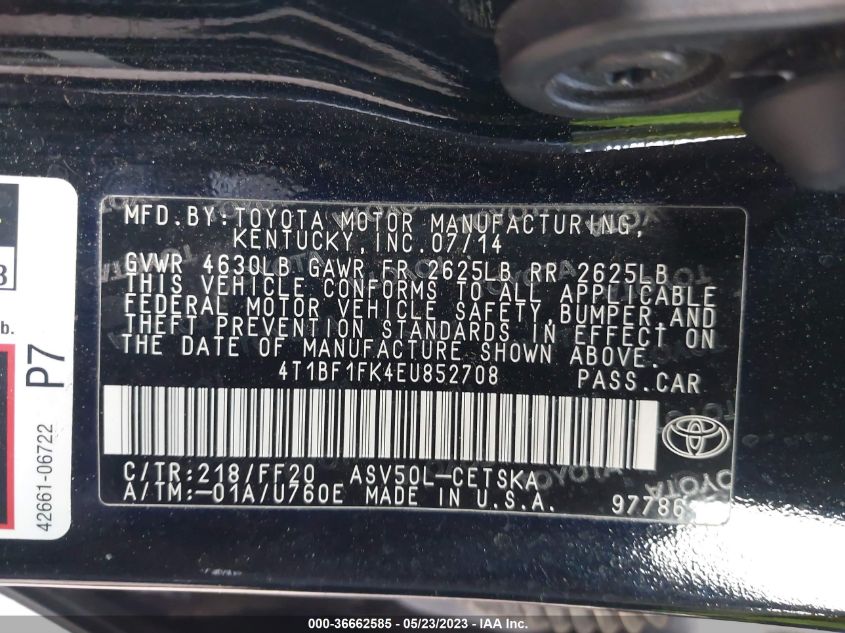 MFD.BY:TOYOTA MOTOR MANUFACTURING,
KENTUCKY,INC.07/14
GVWR 4630LB GAWR FR 2625LB RR 2625LB
THIS VEHICLE CONFORMS TO ALL APPLICABLE
FEDERAL MOTOR VEHICLE SAFETY,BUMPER AND
THEFT PREVENTION STANDARDS IN EFFECT ON
THE DATE OF MANUFACTURE SHOWN ABOVE.
4T1BF1FK4EU852708 PASS.CAR
C/TR:218/FF20 ASV50L-CETSKA
A/TM:-01A/U760E MADE IN U.S.A.
P7
42661-06722
b.
000-36662585 - 05/23/2023 - IAA Inc.